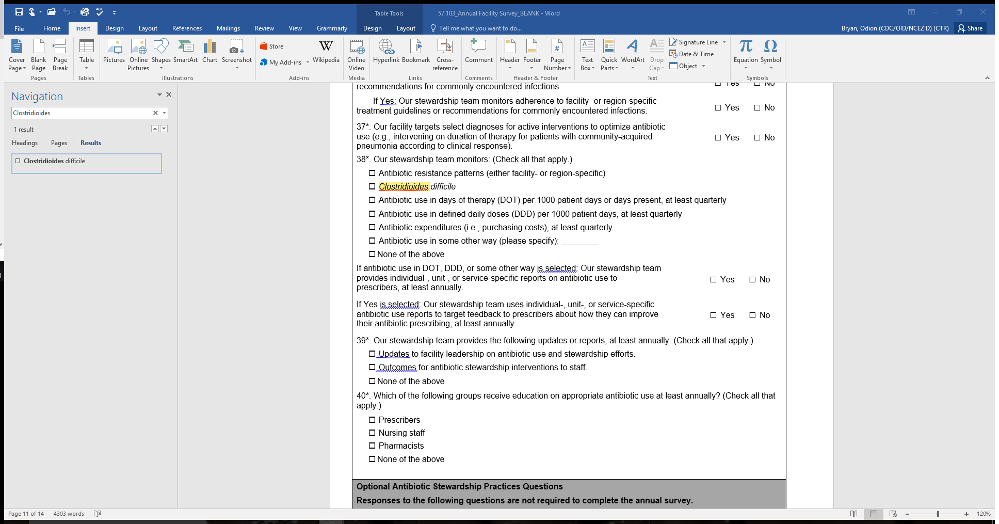 ABC
Table Tools
57.103_Annual Facility Survey_BLANK - Word
File Home Insert Design Layout References Mailings Review View Grammarly Design Layout Tell me what you want to do... Bryan, Odion (CDC/OID/NCEZID) (CTR) Share
Cover Page
Blank Page
Page Break
Pages
Table
Tables
Pictures
Online Pictures
Shapes
SmartArt
Chart
Screenshot
Illustrations
Store
My Add-ins
W
Wikipedia
Add-ins
Online Video
Media
Hyperlink
Bookmark
Cross-reference
Links
Comment
Comments
Header
Footer
#
Page Number
Header & Footer
A
Text Box
Quick Parts
A
WordArt
A
Drop Cap
Signature Line
Date & Time
Object
Text
π
Equation
Ω
Symbol
Symbols
Navigation
Clostridioides
1 result
Headings Pages Results
☐ Clostridioides difficile
recommendations for commonly encountered infections. ☐ Yes ☐ No
If Yes: Our stewardship team monitors adherence to facility- or region-specific
treatment guidelines or recommendations for commonly encountered infections. ☐ Yes ☐ No
37*. Our facility targets select diagnoses for active interventions to optimize antibiotic
use (e.g., intervening on duration of therapy for patients with community-acquired ☐ Yes ☐ No
pneumonia according to clinical response).
38*. Our stewardship team monitors: (Check all that apply.)
☐ Antibiotic resistance patterns (either facility- or region-specific)
☐ Clostridioides difficile
☐ Antibiotic use in days of therapy (DOT) per 1000 patient days or days present, at least quarterly
☐ Antibiotic use in defined daily doses (DDD) per 1000 patient days, at least quarterly
☐ Antibiotic expenditures (i.e., purchasing costs), at least quarterly
☐ Antibiotic use in some other way (please specify): ________
☐ None of the above
If antibiotic use in DOT, DDD, or some other way is selected: Our stewardship team
provides individual-, unit-, or service-specific reports on antibiotic use to ☐ Yes ☐ No
prescribers, at least annually.
If Yes is selected: Our stewardship team uses individual-, unit-, or service-specific
antibiotic use reports to target feedback to prescribers about how they can improve ☐ Yes ☐ No
their antibiotic prescribing, at least annually.
39*. Our stewardship team provides the following updates or reports, at least annually: (Check all that apply.)
☐ Updates to facility leadership on antibiotic use and stewardship efforts.
☐ Outcomes for antibiotic stewardship interventions to staff.
☐ None of the above
40*. Which of the following groups receive education on appropriate antibiotic use at least annually? (Check all that
apply.)
☐ Prescribers
☐ Nursing staff
☐ Pharmacists
☐ None of the above
Optional Antibiotic Stewardship Practices Questions
Responses to the following questions are not required to complete the annual survey.
Page 11 of 14 4303 words 120%